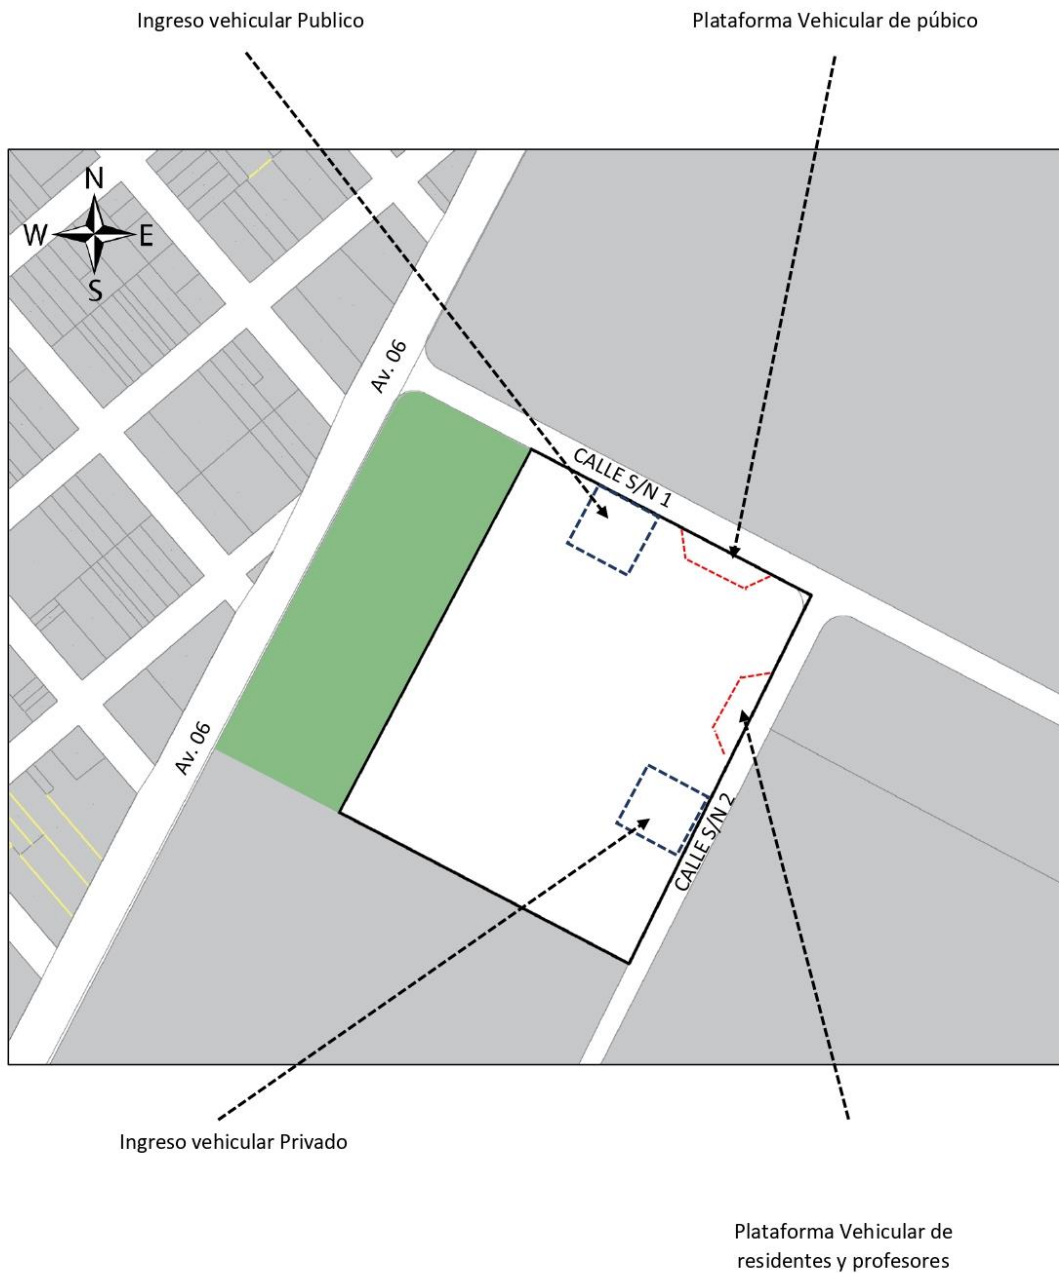 Ingreso vehicular Publico
Plataforma Vehicular de púbico
N
W
E
S
Av. 06
CALLE S/N 1
Av. 06
CALLE S/N 2
Ingreso vehicular Privado
Plataforma Vehicular de
residentes y profesores